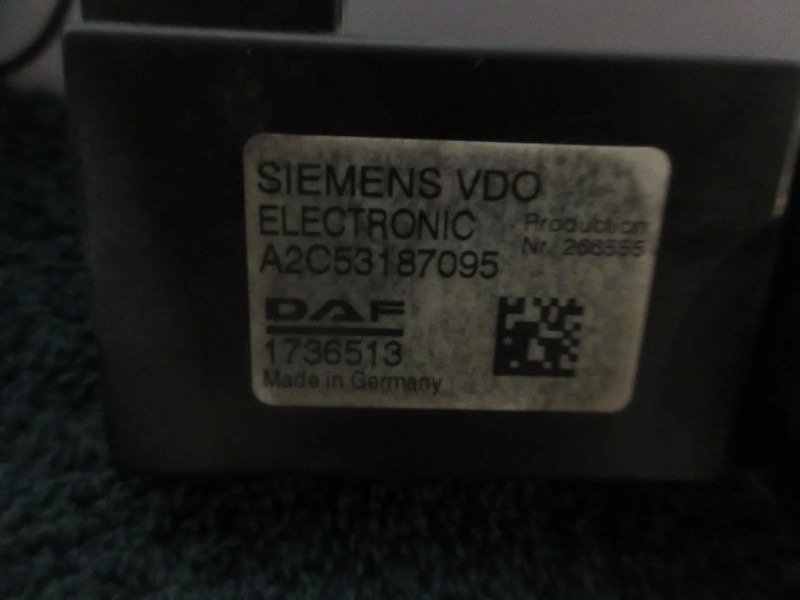 SIEMENS VDO
ELECTRONIC
A2C53187095
Production
Nr. 266555
DAF
1736513
Made in Germany